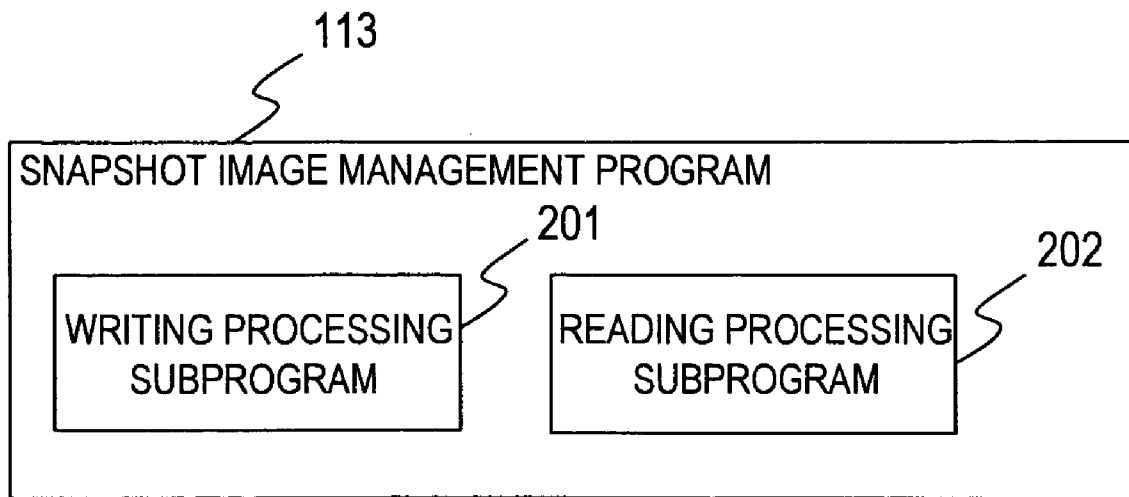 113
SNAPSHOT IMAGE MANAGEMENT PROGRAM
201
202
WRITING PROCESSING
SUBPROGRAM
READING PROCESSING
SUBPROGRAM